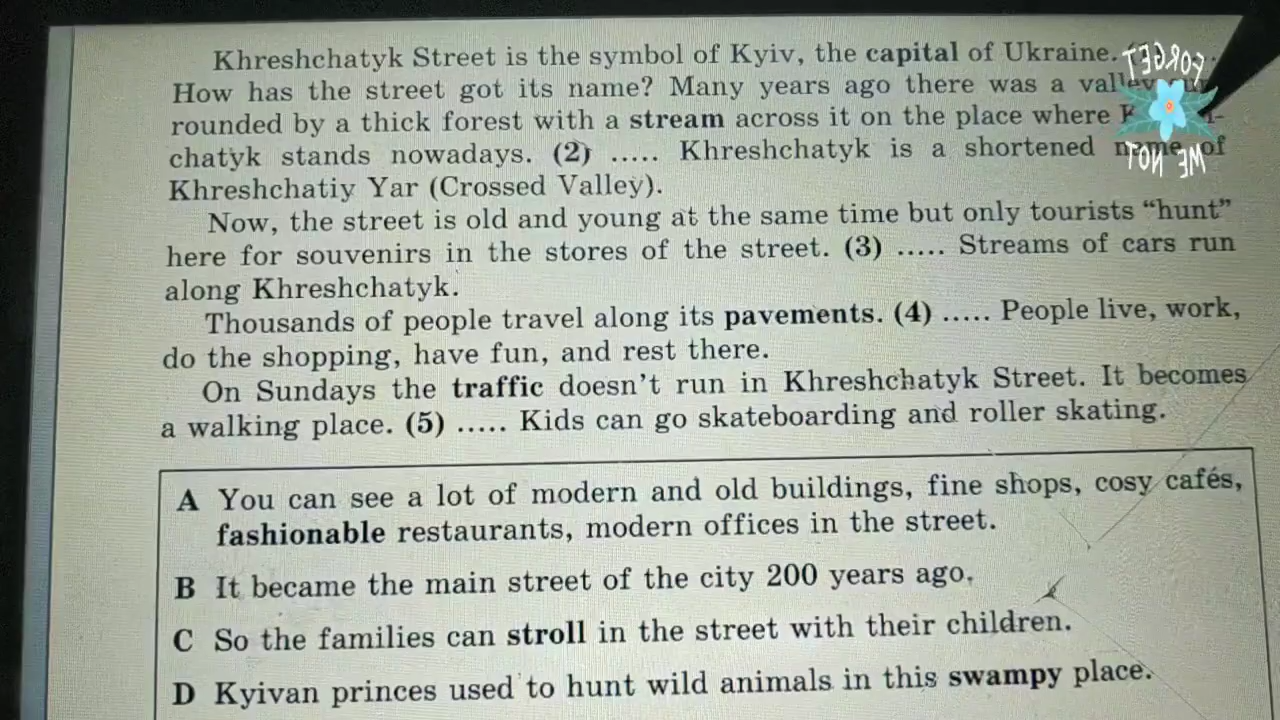 Khreshchatyk Street is the symbol of Kyiv, the capital of Ukraine.
How has the street got its name? Many years ago there was a valley
rounded by a thick forest with a stream across it on the place where
chatyk stands nowadays. (2) ..... Khreshchatyk is a shortened name of
Khreshchatiy Yar (Crossed Valley).
Now, the street is old and young at the same time but only tourists “hunt”
here for souvenirs in the stores of the street. (3) ..... Streams of cars run
along Khreshchatyk.
Thousands of people travel along its pavements. (4) ..... People live, work,
do the shopping, have fun, and rest there.
On Sundays the traffic doesn’t run in Khreshchatyk Street. It becomes
a walking place. (5) ..... Kids can go skateboarding and roller skating.
A You can see a lot of modern and old buildings, fine shops, cosy cafés,
fashionable restaurants, modern offices in the street.
B It became the main street of the city 200 years ago.
C So the families can stroll in the street with their children.
D Kyivan princes used to hunt wild animals in this swampy place.
FORGET
ME NOT